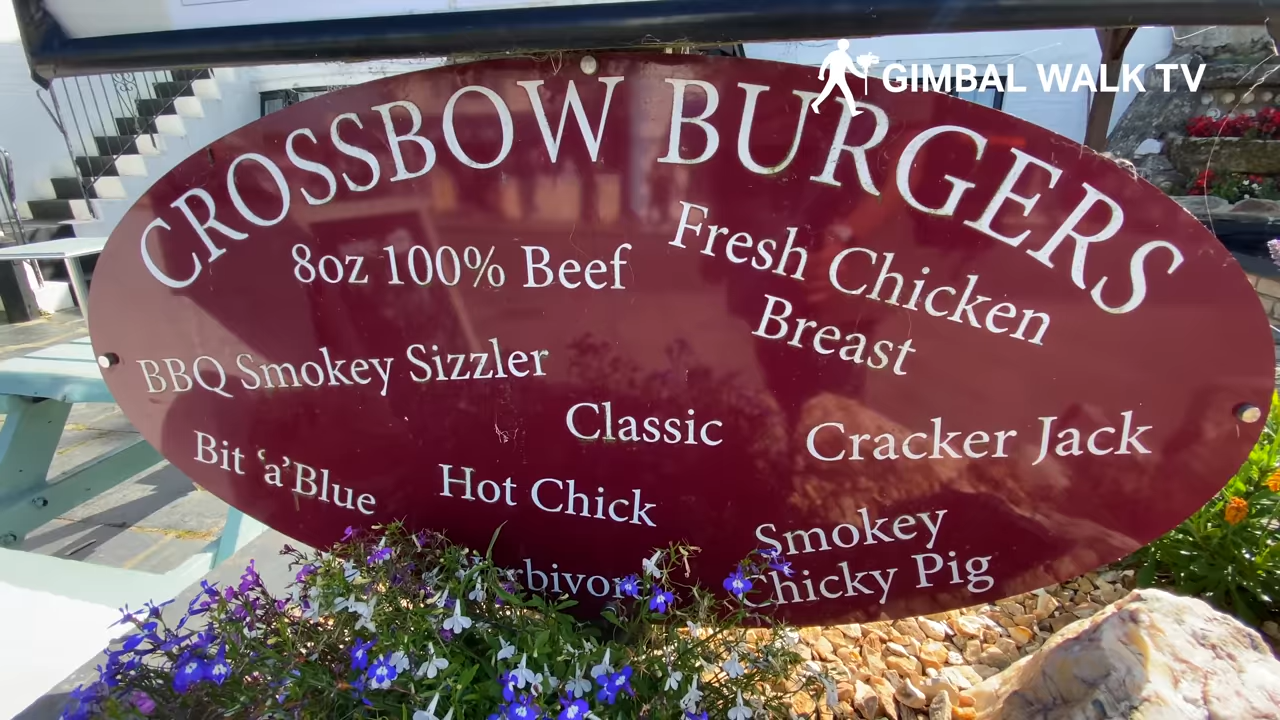 GIMBAL WALK TV
CROSSBOW BURGERS
8oz 100% Beef
Fresh Chicken
Breast
BBQ Smokey Sizzler
Classic
Cracker Jack
Bit 'a' Blue
Hot Chick
Smokey
Chicky Pig